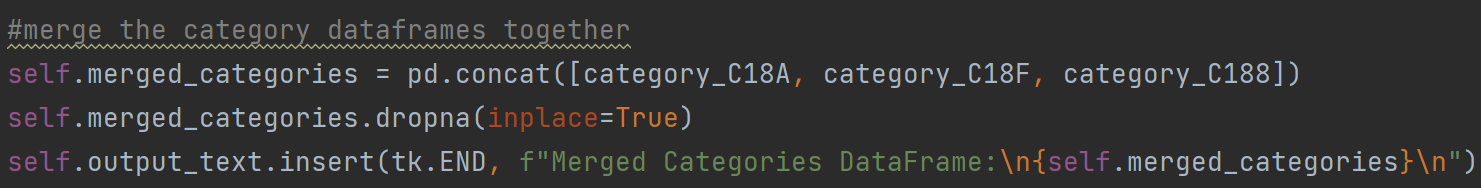 #merge the category dataframes together
self.merged_categories = pd.concat([category_C18A, category_C18F, category_C188])
self.merged_categories.dropna(inplace=True)
self.output_text.insert(tk.END, f"Merged Categories DataFrame:\n{self.merged_categories}\n")